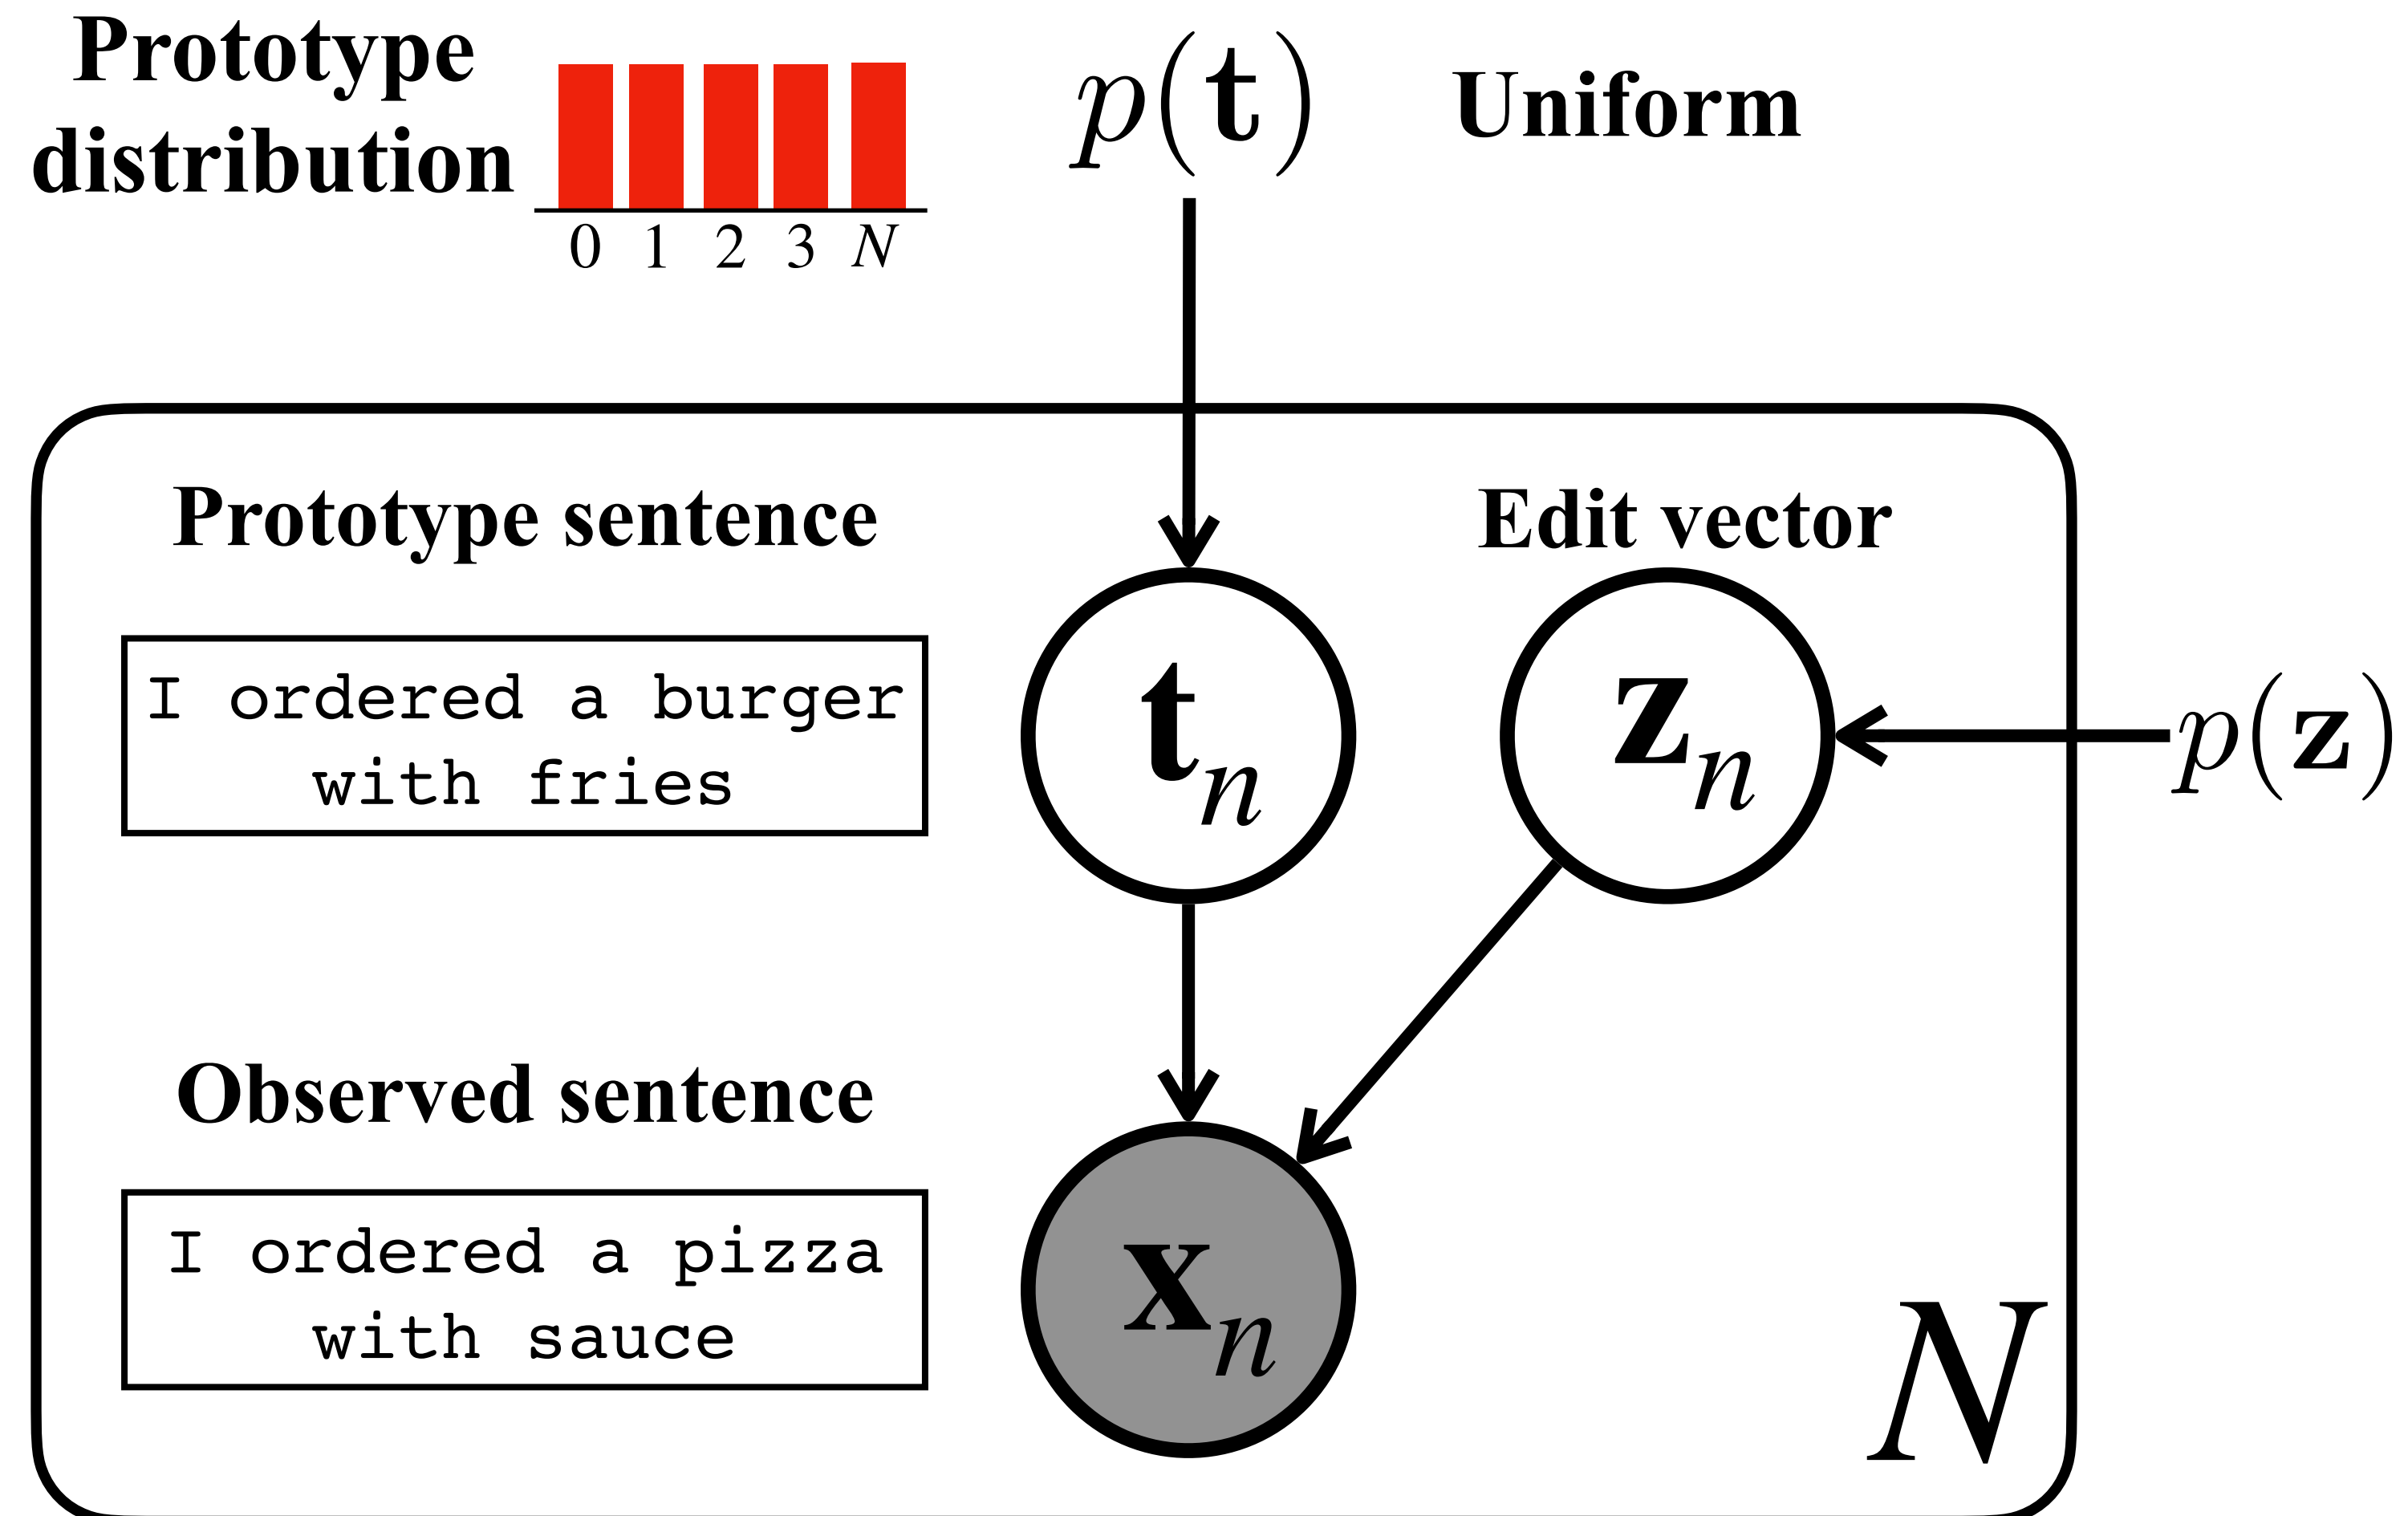 Prototype
distribution
0 1 2 3 N
p(t)
Uniform
Prototype sentence
Edit vector
I ordered a burger
with fries
t_n
z_n
p(z)
Observed sentence
I ordered a pizza
with sauce
x_n
N